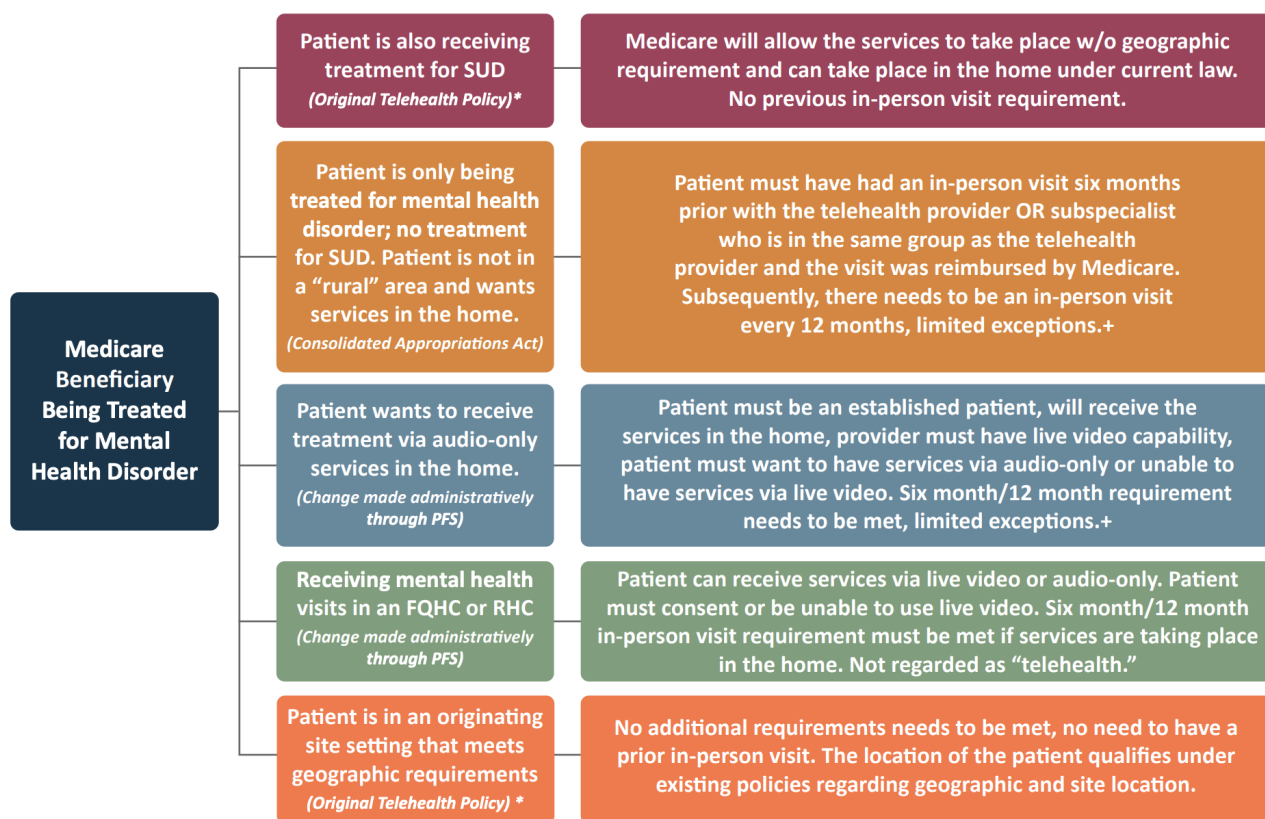 Medicare
Beneficiary
Being Treated
for Mental
Health Disorder
Patient is also receiving
treatment for SUD
(Original Telehealth Policy)*
Medicare will allow the services to take place w/o geographic
requirement and can take place in the home under current law.
No previous in-person visit requirement.
Patient is only being
treated for mental health
disorder; no treatment
for SUD. Patient is not in
a “rural” area and wants
services in the home.
(Consolidated Appropriations Act)
Patient must have had an in-person visit six months
prior with the telehealth provider OR subspecialist
who is in the same group as the telehealth
provider and the visit was reimbursed by Medicare.
Subsequently, there needs to be an in-person visit
every 12 months, limited exceptions.+
Patient wants to receive
treatment via audio-only
services in the home.
(Change made administratively
through PFS)
Patient must be an established patient, will receive the
services in the home, provider must have live video capability,
patient must want to have services via audio-only or unable to
have services via live video. Six month/12 month requirement
needs to be met, limited exceptions.+
Receiving mental health
visits in an FQHC or RHC
(Change made administratively
through PFS)
Patient can receive services via live video or audio-only. Patient
must consent or be unable to use live video. Six month/12 month
in-person visit requirement must be met if services are taking place
in the home. Not regarded as “telehealth.”
Patient is in an originating
site setting that meets
geographic requirements
(Original Telehealth Policy) *
No additional requirements needs to be met, no need to have a
prior in-person visit. The location of the patient qualifies under
existing policies regarding geographic and site location.